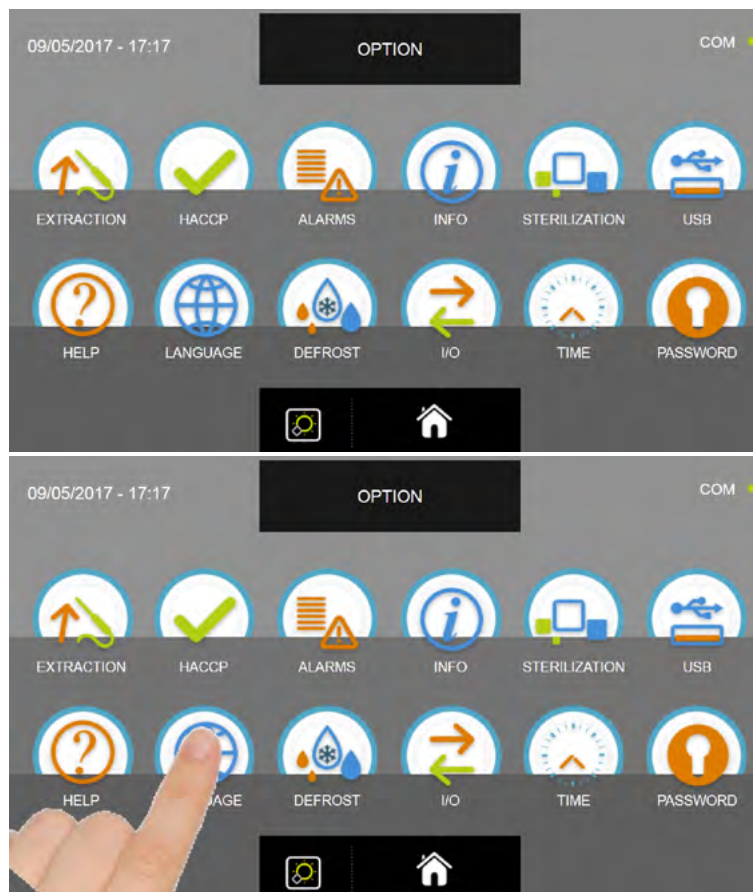 09/05/2017 - 17:17
OPTION
COM
EXTRACTION
HACCP
ALARMS
INFO
STERILIZATION
USB
HELP
LANGUAGE
DEFROST
I/O
TIME
PASSWORD
09/05/2017 - 17:17
OPTION
COM
EXTRACTION
HACCP
ALARMS
INFO
STERILIZATION
USB
HELP
UAGE
DEFROST
I/O
TIME
PASSWORD